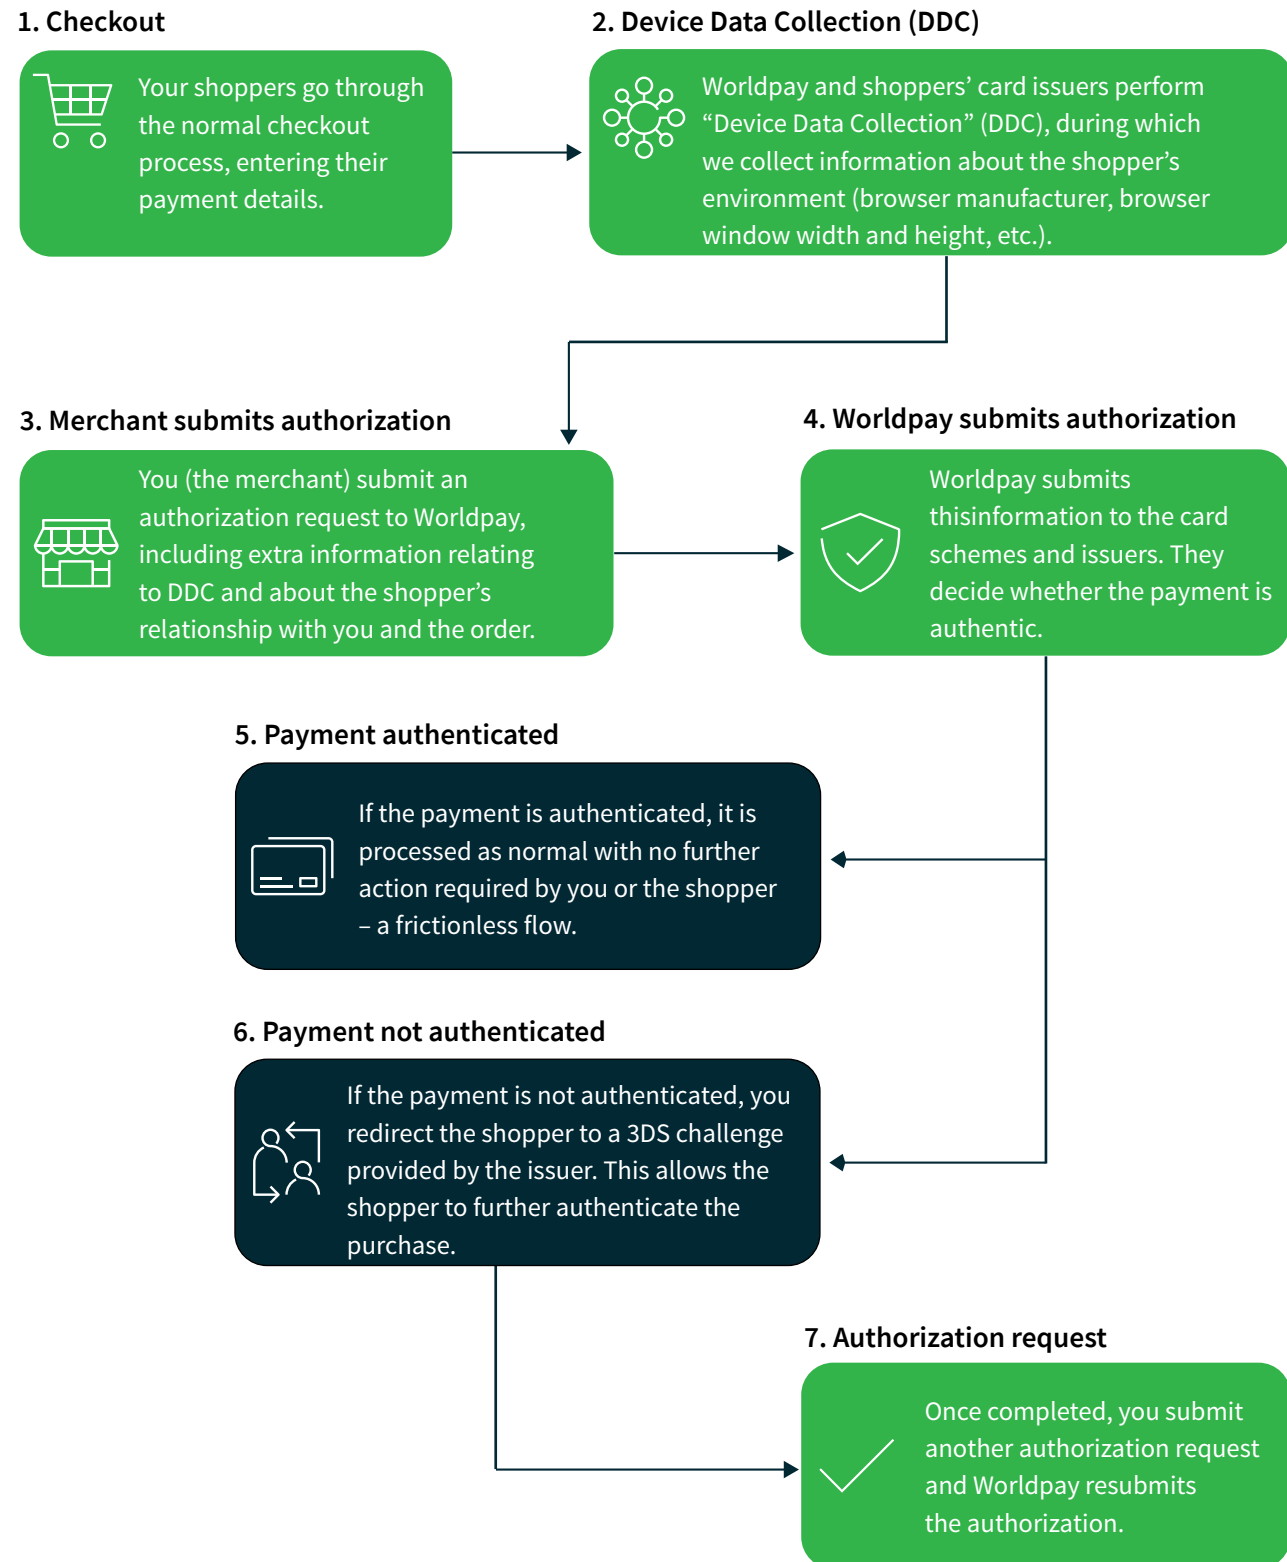 1. Checkout
Your shoppers go through
the normal checkout
process, entering their
payment details.
2. Device Data Collection (DDC)
Worldpay and shoppers’ card issuers perform
“Device Data Collection” (DDC), during which
we collect information about the shopper’s
environment (browser manufacturer, browser
window width and height, etc.).
3. Merchant submits authorization
You (the merchant) submit an
authorization request to Worldpay,
including extra information relating
to DDC and about the shopper’s
relationship with you and the order.
4. Worldpay submits authorization
Worldpay submits
thisinformation to the card
schemes and issuers. They
decide whether the payment is
authentic.
5. Payment authenticated
If the payment is authenticated, it is
processed as normal with no further
action required by you or the shopper
– a frictionless flow.
6. Payment not authenticated
If the payment is not authenticated, you
redirect the shopper to a 3DS challenge
provided by the issuer. This allows the
shopper to further authenticate the
purchase.
7. Authorization request
Once completed, you submit
another authorization request
and Worldpay resubmits
the authorization.